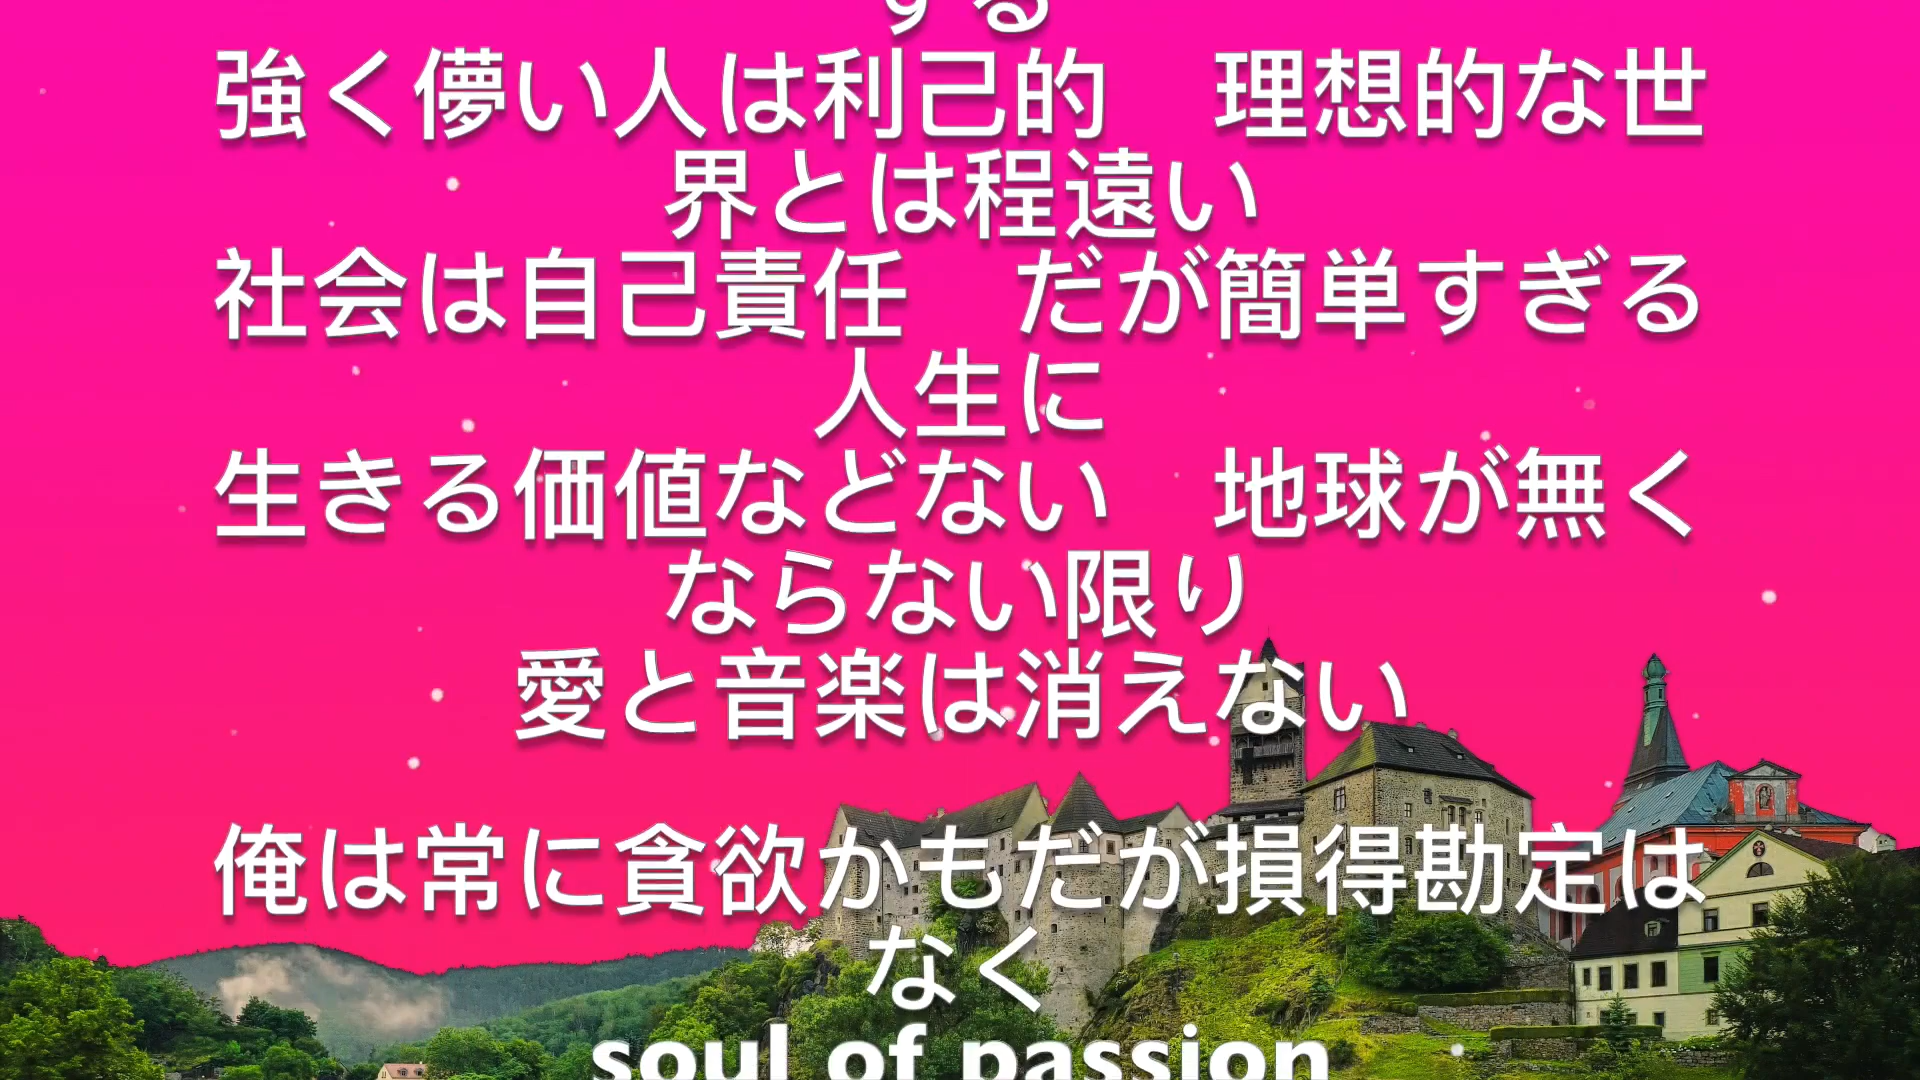 する
強く儚い人は利己的　理想的な世
界とは程遠い
社会は自己責任　だが簡単すぎる
人生に
生きる価値などない　地球が無く
ならない限り
愛と音楽は消えない
俺は常に貪欲かもだが損得勘定は
なく
soul of passion